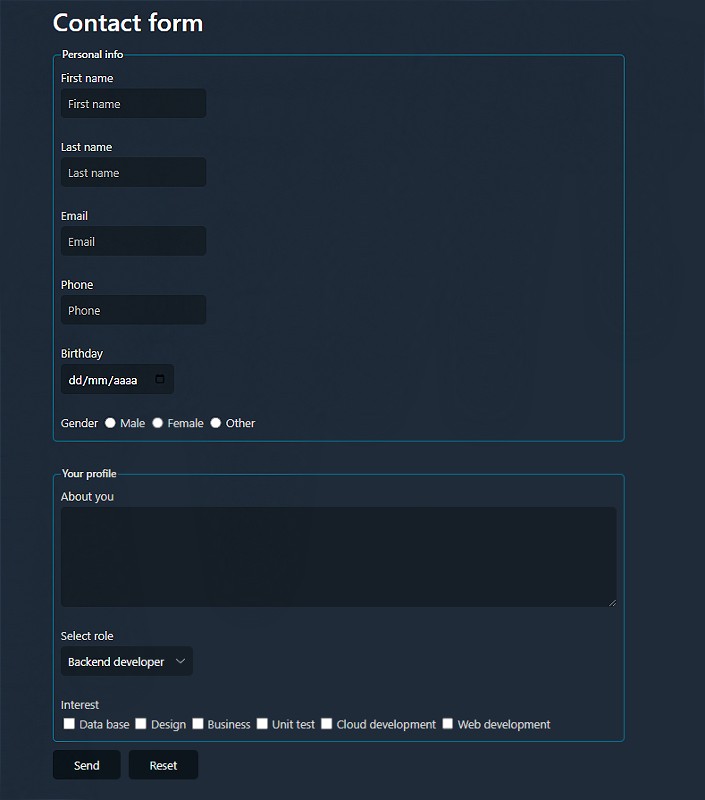 Contact form
Personal info
First name
First name
Last name
Last name
Email
Email
Phone
Phone
Birthday
dd/mm/aaaa
Gender Male Female Other
Your profile
About you
Select role
Backend developer
Interest
Data base Design Business Unit test Cloud development Web development
Send Reset